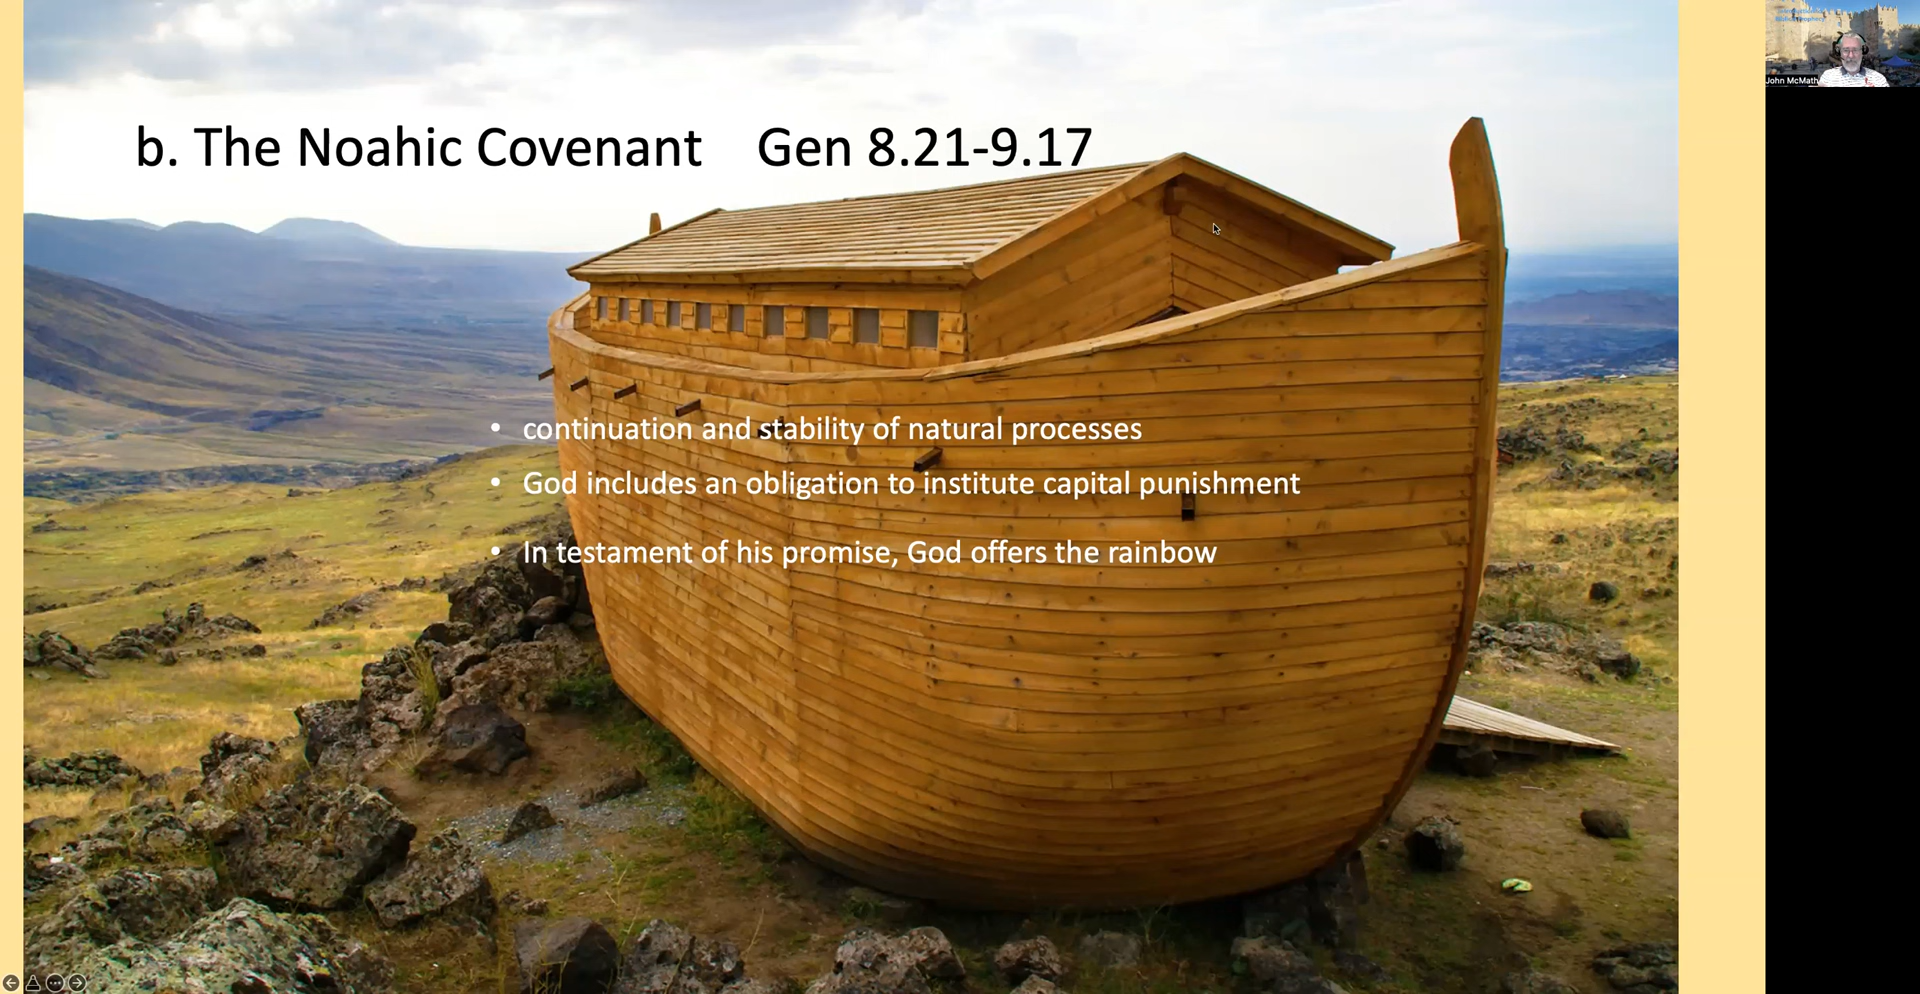 b. The Noahic Covenant Gen 8.21-9.17
• continuation and stability of natural processes
• God includes an obligation to institute capital punishment
• In testament of his promise, God offers the rainbow
John McMath